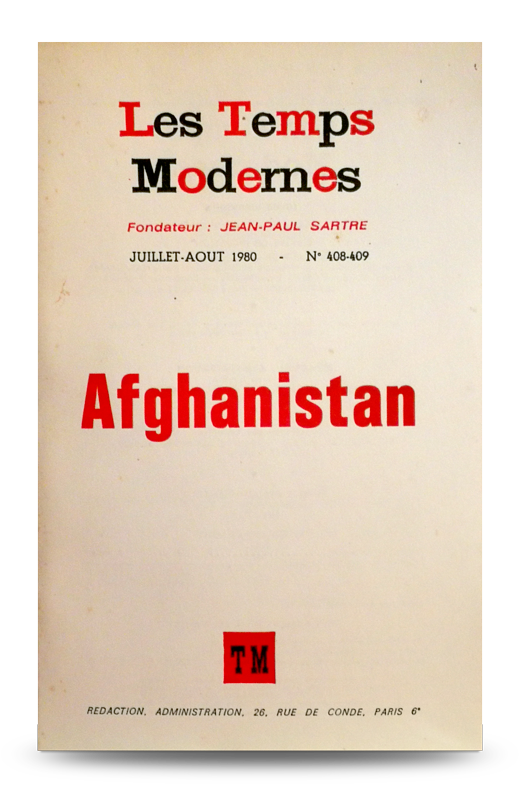 Les Temps
Modernes
Fondateur : JEAN-PAUL SARTRE
JUILLET-AOUT 1980 - N° 408-409
Afghanistan
TM
REDACTION, ADMINISTRATION, 26, RUE DE CONDE, PARIS 6e